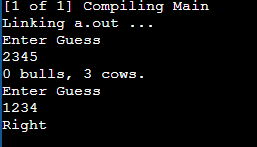 [1 of 1] Compiling Main
Linking a.out ...
Enter Guess
2345
0 bulls, 3 cows.
Enter Guess
1234
Right